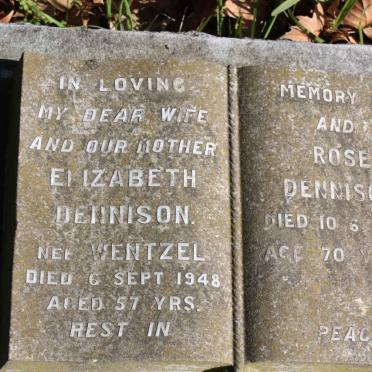 IN LOVING
MY DEAR WIFE
AND OUR MOTHER
ELIZABETH
DENNISON.
NEE WENTZEL
DIED 6 SEPT 1948
AGED 57 YRS.
REST IN
MEMORY
AND
ROSE
DENNISO
DIED 10 6
AGE 70
PEAC